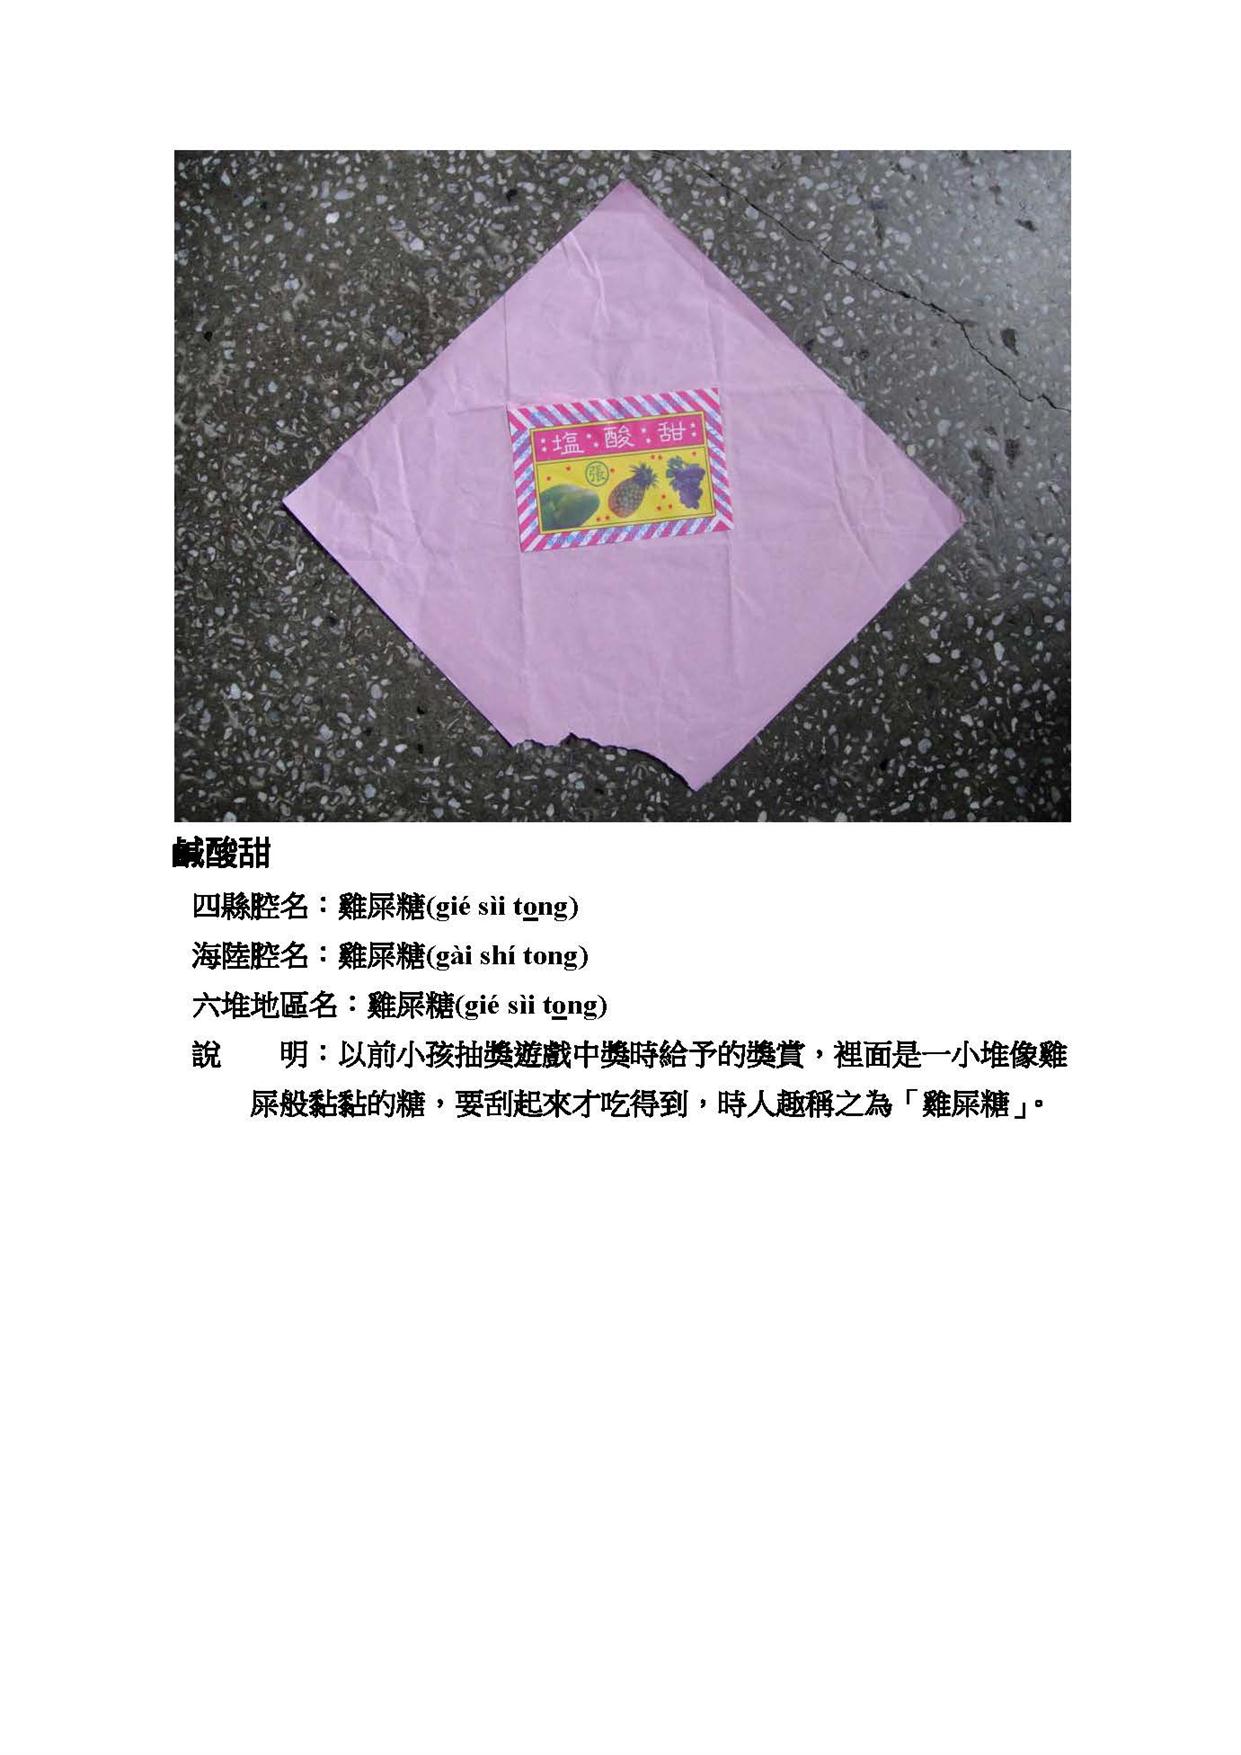 塩酸甜
張
鹹酸甜
四縣腔名：雞屎糖(gié sìi tong)
海陸腔名：雞屎糖(gài shí tong)
六堆地區名：雞屎糖(gié sìi tong)
說　　明：以前小孩抽獎遊戲中獎時給予的獎賞，裡面是一小堆像雞
屎般黏黏的糖，要刮起來才吃得到，時人趣稱之為「雞屎糖」。